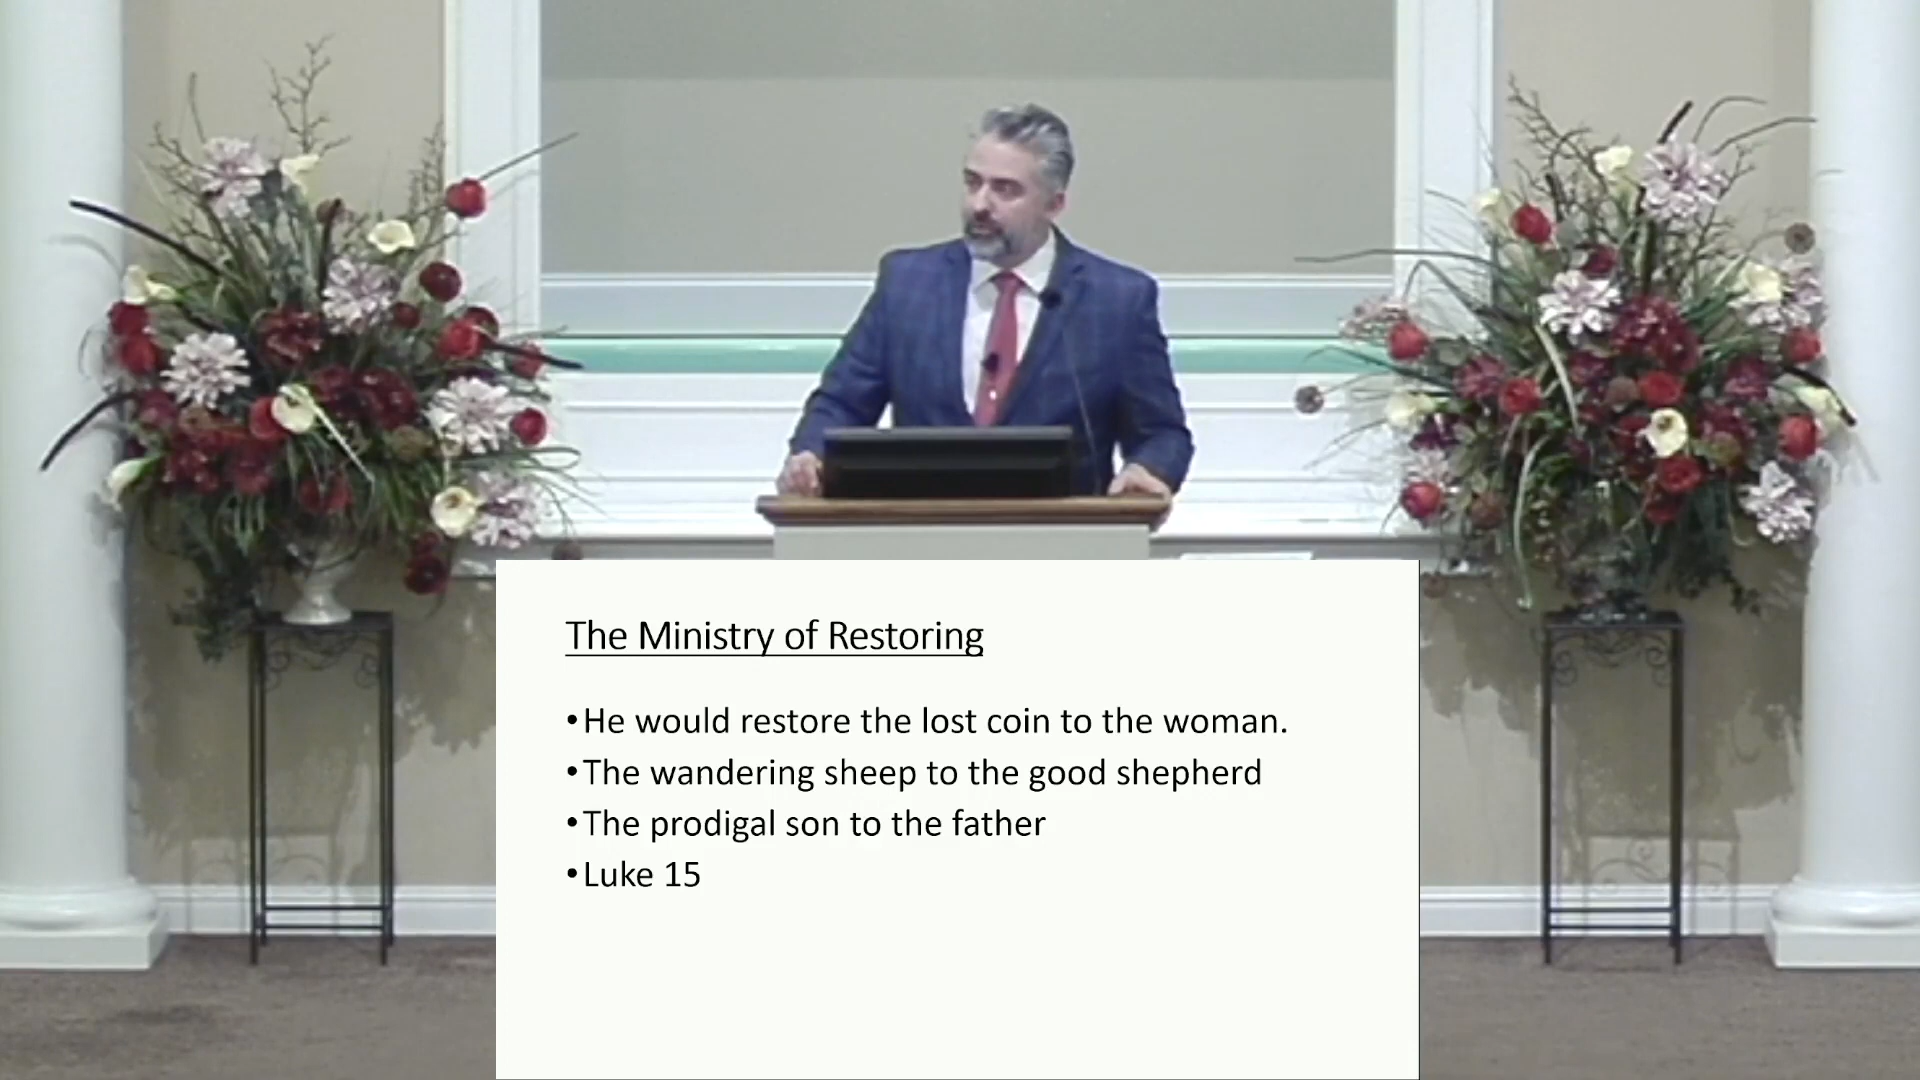 The Ministry of Restoring
•He would restore the lost coin to the woman.
•The wandering sheep to the good shepherd
•The prodigal son to the father
•Luke 15